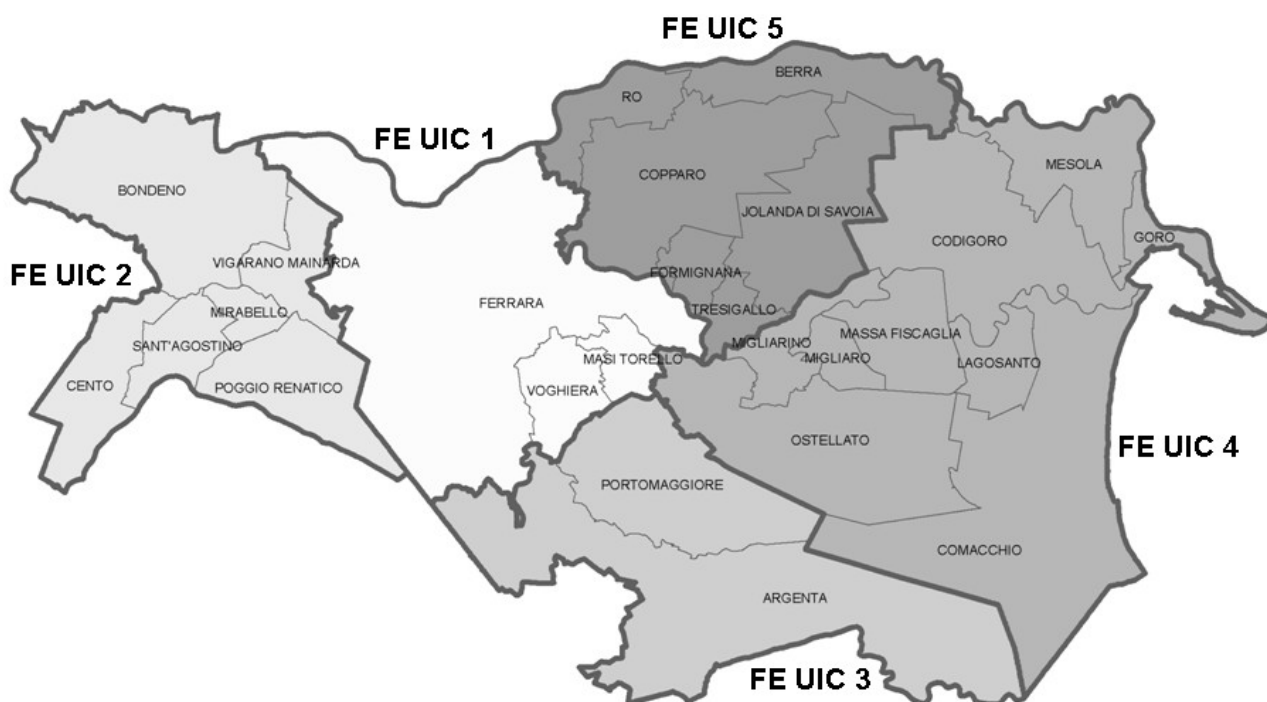 FE UIC 5
BERRA
RO
FE UIC 1
MESOLA
COPPARO
BONDENO
JOLANDA DI SAVOIA
GORO
CODIGORO
VIGARANO MAINARDA
FE UIC 2
FORMIGNANA
FERRARA
TRESIGALLO
MIRABELLO
MASSA FISCAGLIA
SANT'AGOSTINO
MIGLIARINO
MASI TORELLO
MIGLIARO
LAGOSANTO
CENTO
POGGIO RENATICO
VOGHIERA
OSTELLATO
FE UIC 4
PORTOMAGGIORE
COMACCHIO
ARGENTA
FE UIC 3